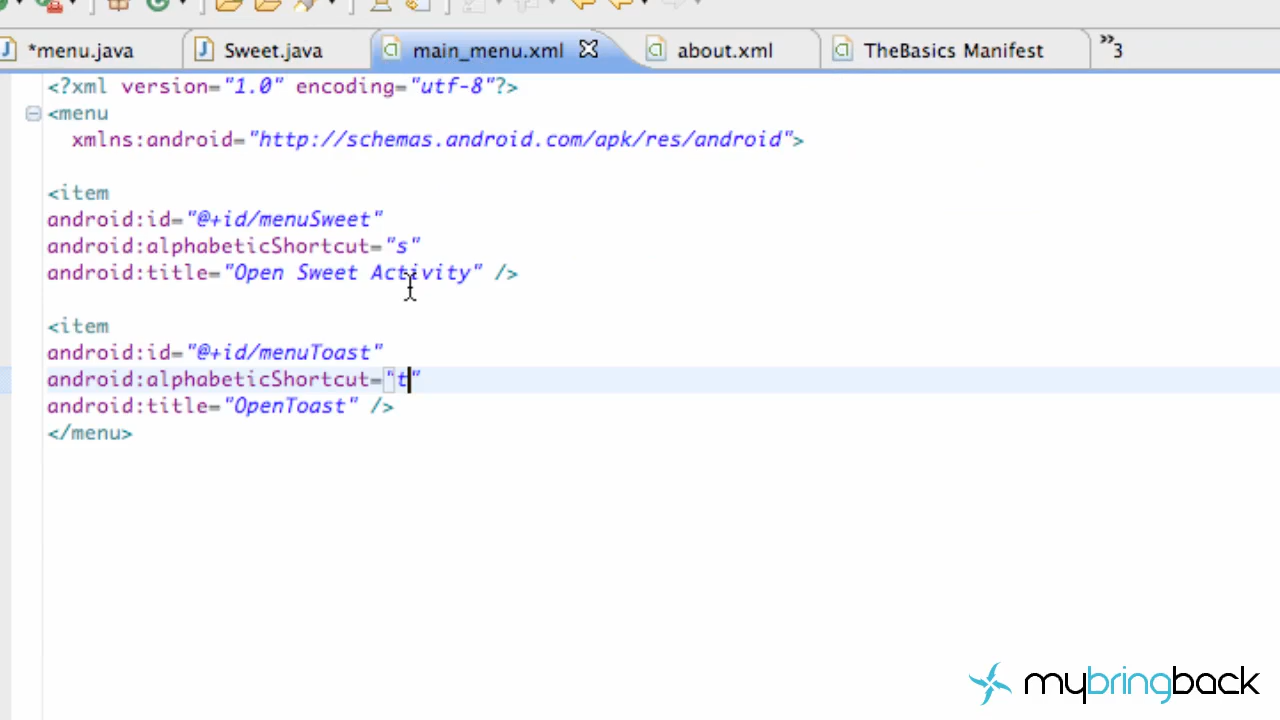 *menu.java Sweet.java main_menu.xml about.xml TheBasics Manifest »3
<?xml version="1.0" encoding="utf-8"?>
<menu
xmlns:android="http://schemas.android.com/apk/res/android">
<item
android:id="@+id/menuSweet"
android:alphabeticShortcut="s"
android:title="Open Sweet Activity" />
<item
android:id="@+id/menuToast"
android:alphabeticShortcut="t"
android:title="OpenToast" />
</menu>
mybringback